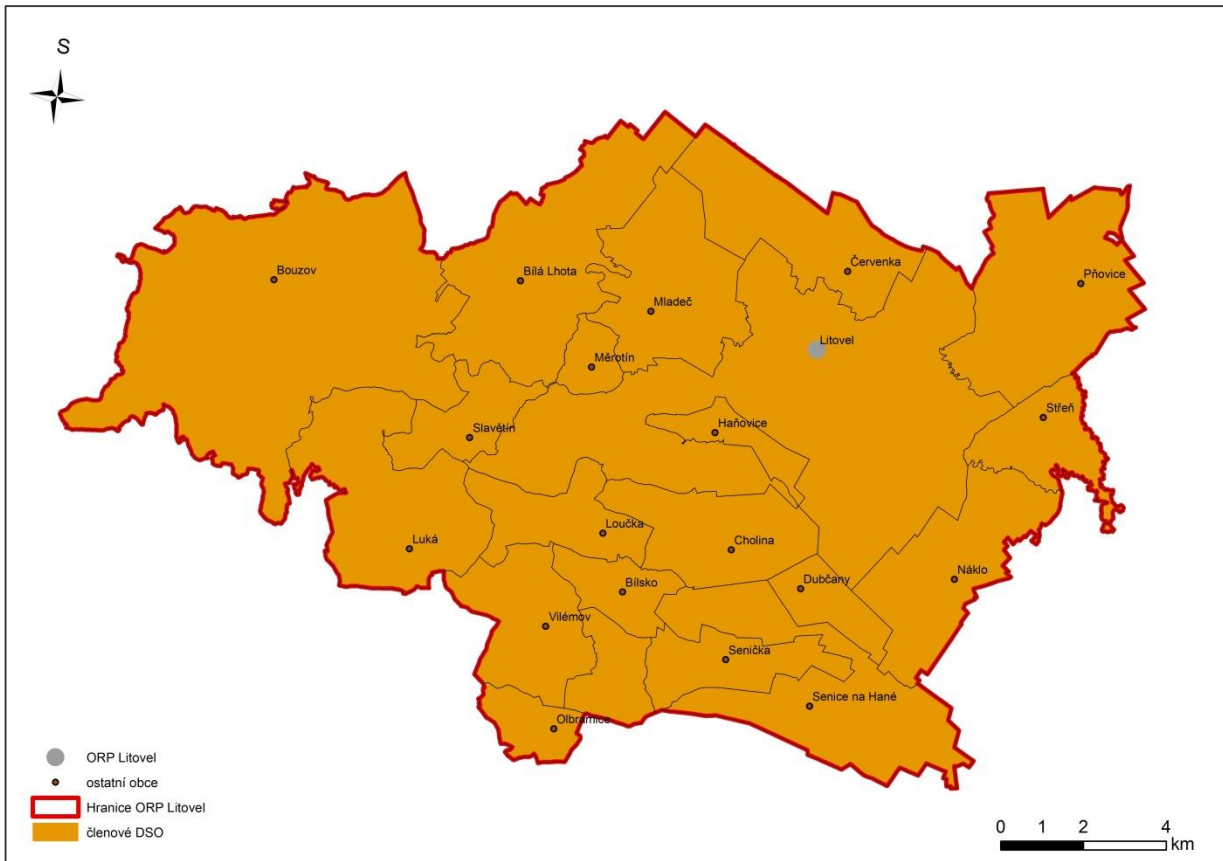 S
Bouzov
Bílá Lhota
Červenka
Pňovice
Mladeč
Litovel
Měrotín
Střeň
Slavětín
Haňovice
Loučka
Luká
Cholina
Náklo
Bílsko
Dubčany
Vilémov
Senička
Senice na Hané
Olbramice
ORP Litovel
ostatní obce
Hranice ORP Litovel
členové DSO
0 1 2 4
km